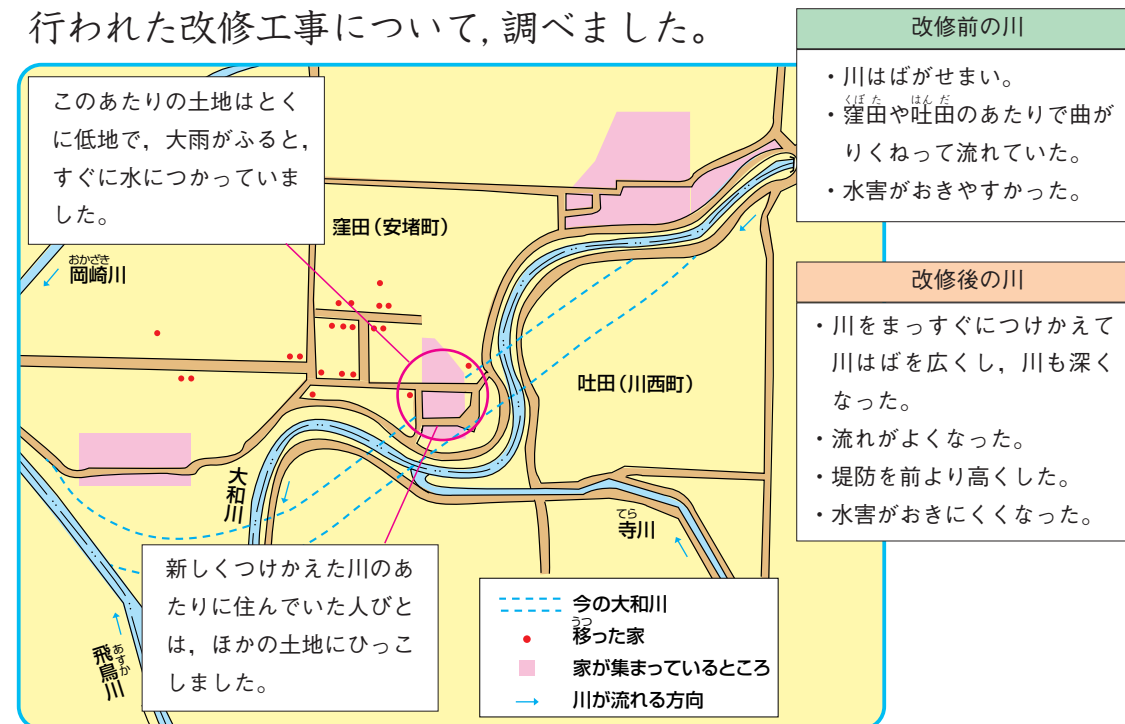 行われた改修工事について,調べました。
改修前の川
・川はばがせまい。
・窪田や吐田のあたりで曲が
くぼ た はん だ
りくねって流れていた。
・水害がおきやすかった。
改修後の川
・川をまっすぐにつけかえて
川はばを広くし，川も深く
なった。
・流れがよくなった。
・堤防を前より高くした。
・水害がおきにくくなった。
このあたりの土地はとく
に低地で，大雨がふると，
すぐに水につかっていま
した。
窪田（安堵町）
おかざき
岡崎川
吐田（川西町）
大和川
てら
寺川
あすか
飛鳥川
新しくつけかえた川のあ
たりに住んでいた人びと
は，ほかの土地にひっこ
しました。
今の大和川
うつ
移った家
家が集まっているところ
川が流れる方向